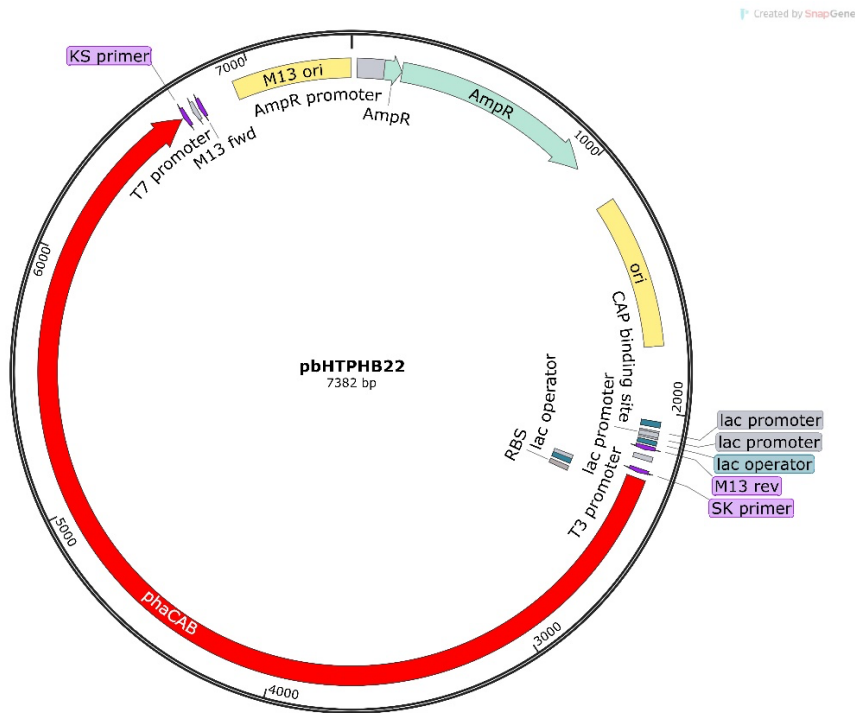 Created by SnapGene
KS primer
7000
M13 ori
AmpR promoter
AmpR
AmpR
1000
T7 promoter
M13 fwd
6000
ori
CAP binding site
pbHTPHB22
7382 bp
2000
lac promoter
lac promoter
lac operator
M13 rev
SK primer
lac promoter
lac operator
RBS
T3 promoter
5000
phaCAB
3000
4000